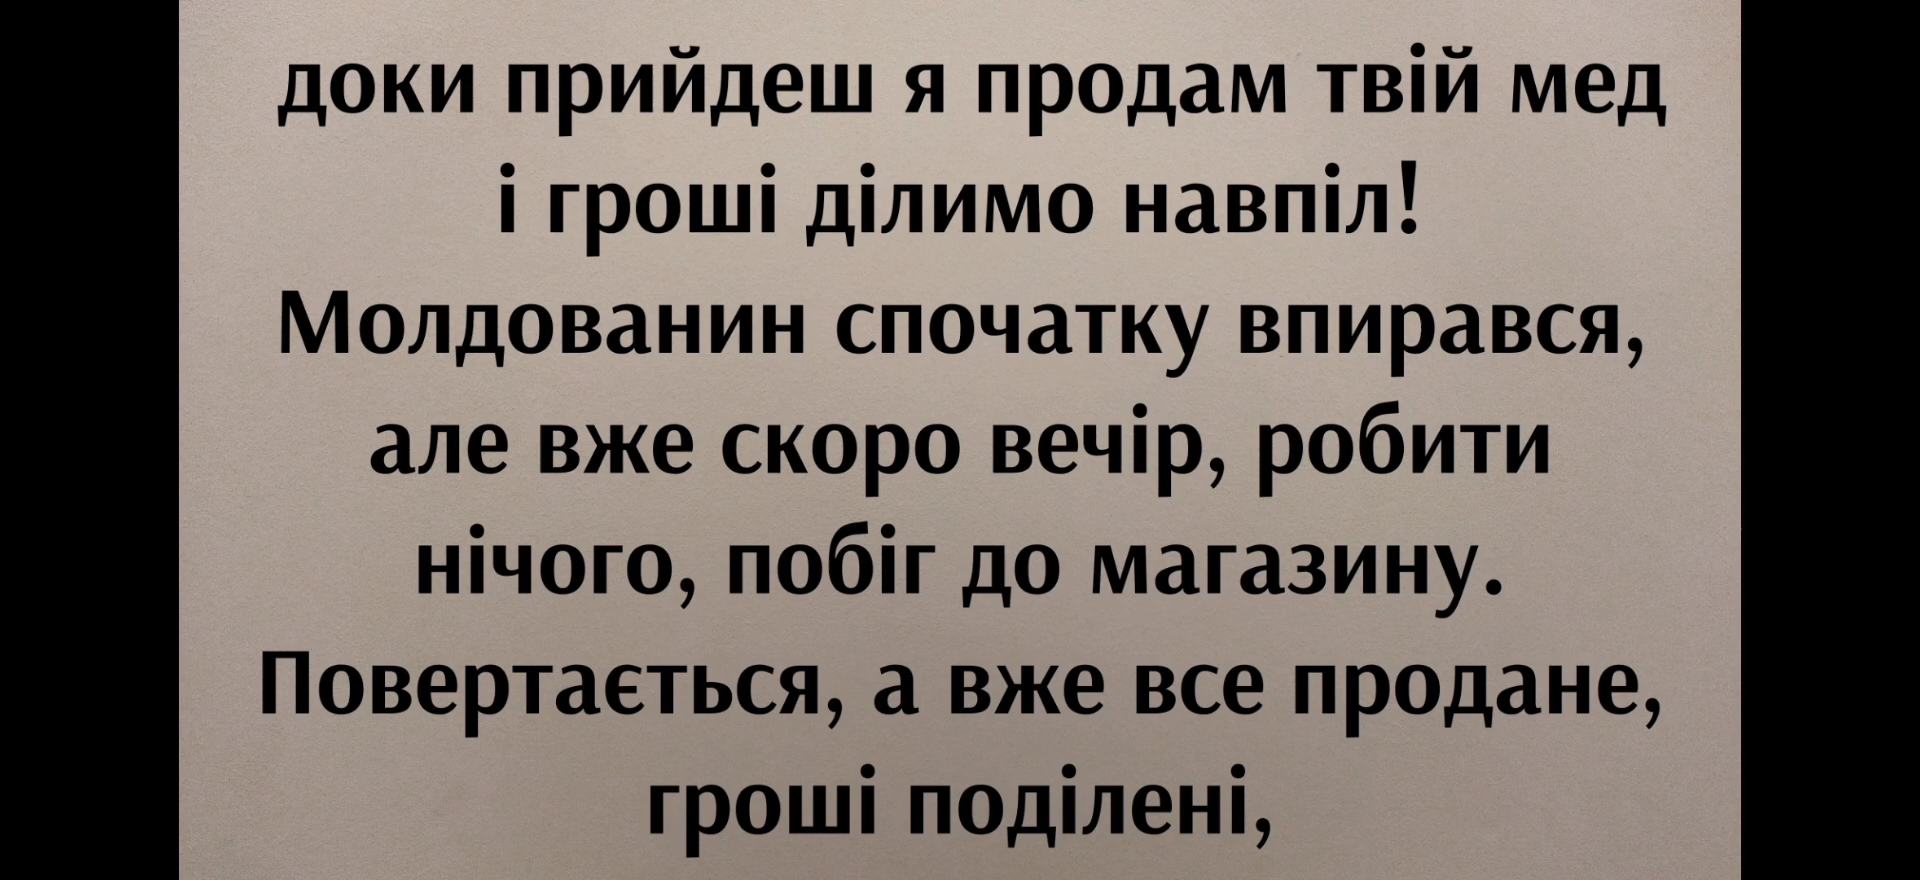 доки прийдеш я продам твій мед
і гроші ділимо навпіл!
Молдованин спочатку впирався,
але вже скоро вечір, робити
нічого, побіг до магазину.
Повертається, а вже все продане,
гроші поділені,